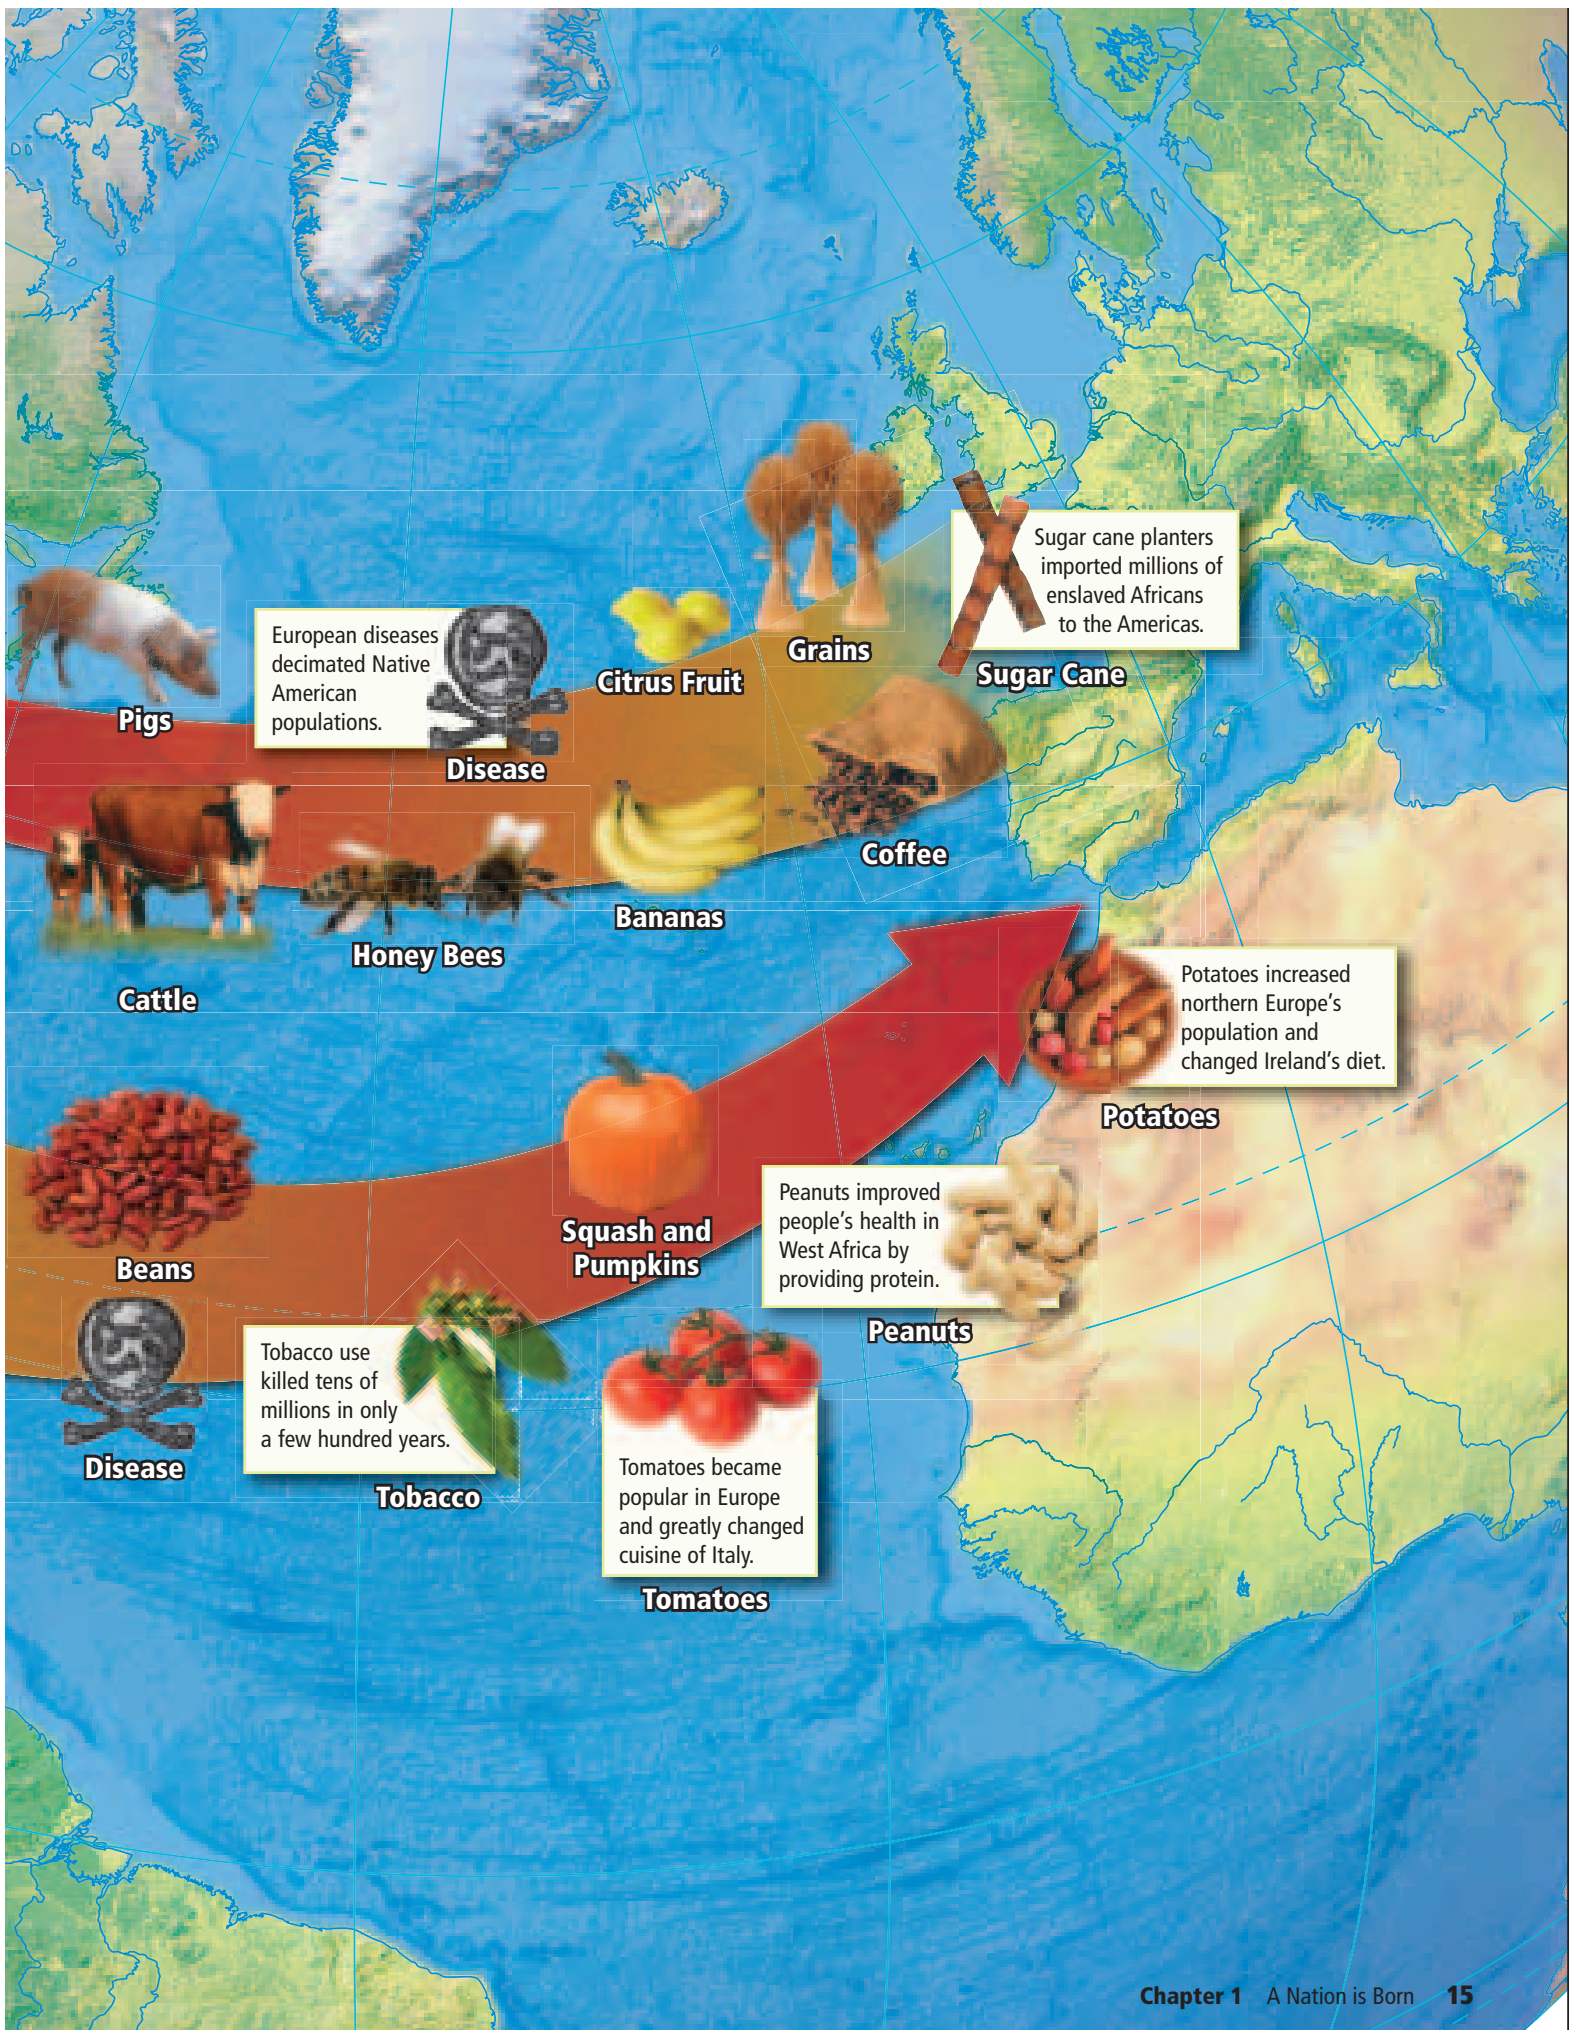 Sugar cane planters
imported millions of
enslaved Africans
to the Americas.
Sugar Cane
Grains
Citrus Fruit
European diseases
decimated Native
American
populations.
Disease
Pigs
Coffee
Bananas
Honey Bees
Cattle
Potatoes increased
northern Europe's
population and
changed Ireland's diet.
Potatoes
Squash and
Pumpkins
Peanuts improved
people's health in
West Africa by
providing protein.
Peanuts
Beans
Disease
Tobacco use
killed tens of
millions in only
a few hundred years.
Tobacco
Tomatoes became
popular in Europe
and greatly changed
cuisine of Italy.
Tomatoes
Chapter 1 A Nation is Born 15